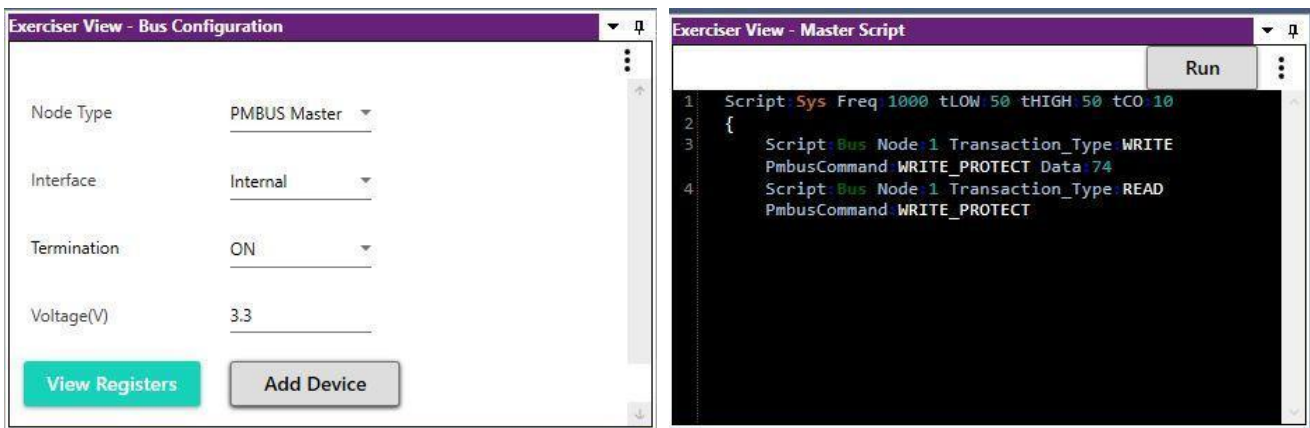 Exerciser View - Bus Configuration
Node Type PMBUS Master
Interface Internal
Termination ON
Voltage(V) 3.3
View Registers Add Device
Exerciser View - Master Script
Run
1 Script:Sys Freq:1000 tLOW:50 tHIGH:50 tCO:10
2 {
3 Script:Bus Node:1 Transaction_Type:WRITE
PmbusCommand:WRITE_PROTECT Data:74
4 Script:Bus Node:1 Transaction_Type:READ
PmbusCommand:WRITE_PROTECT